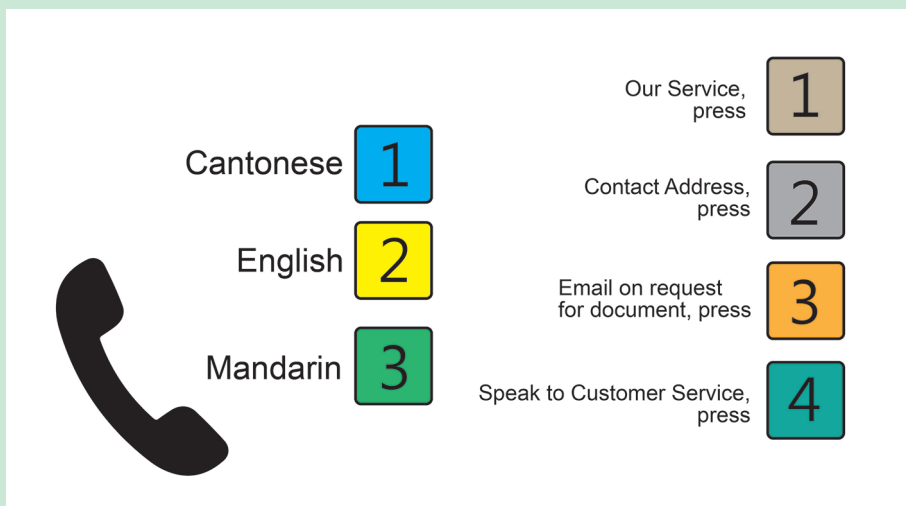 Cantonese 1
English 2
Mandarin 3
Our Service,
press 1
Contact Address,
press 2
Email on request
for document, press 3
Speak to Customer Service,
press 4